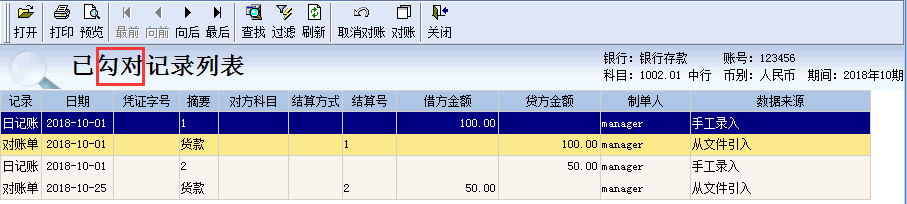 打开 打印 预览 最前 向前 向后 最后 查找 过滤 刷新 取消对账 对账 关闭
已勾对记录列表
银行：银行存款 账号：123456
科目：1002.01 中行 币别：人民币 期间：2018年10期
记录 日期 凭证字号 摘要 对方科目 结算方式 结算号 借方金额 贷方金额 制单人 数据来源
日记账 2018-10-01 1 100.00 manager 手工录入
对账单 2018-10-01 货款 1 100.00 manager 从文件引入
日记账 2018-10-01 2 50.00 manager 手工录入
对账单 2018-10-25 货款 2 50.00 manager 从文件引入